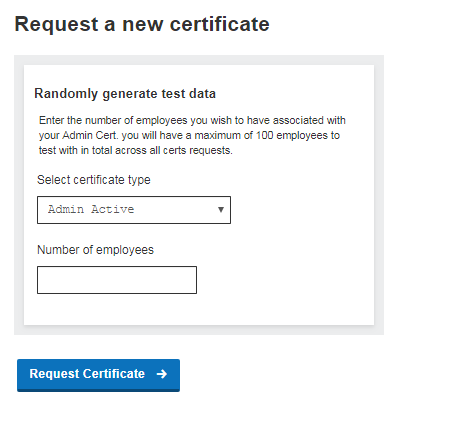 Request a new certificate
Randomly generate test data
Enter the number of employees you wish to have associated with
your Admin Cert. you will have a maximum of 100 employees to
test with in total across all certs requests.
Select certificate type
Admin Active
Number of employees
Request Certificate